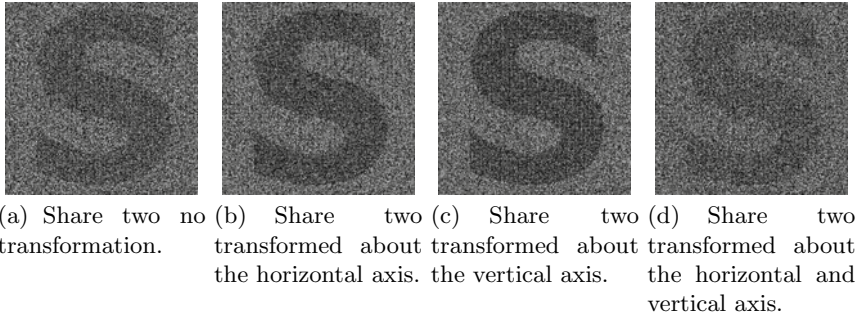 S S S S
(a) Share two no transformation.
(b) Share two transformed about the horizontal axis.
(c) Share two transformed about the vertical axis.
(d) Share two transformed about the horizontal and vertical axis.